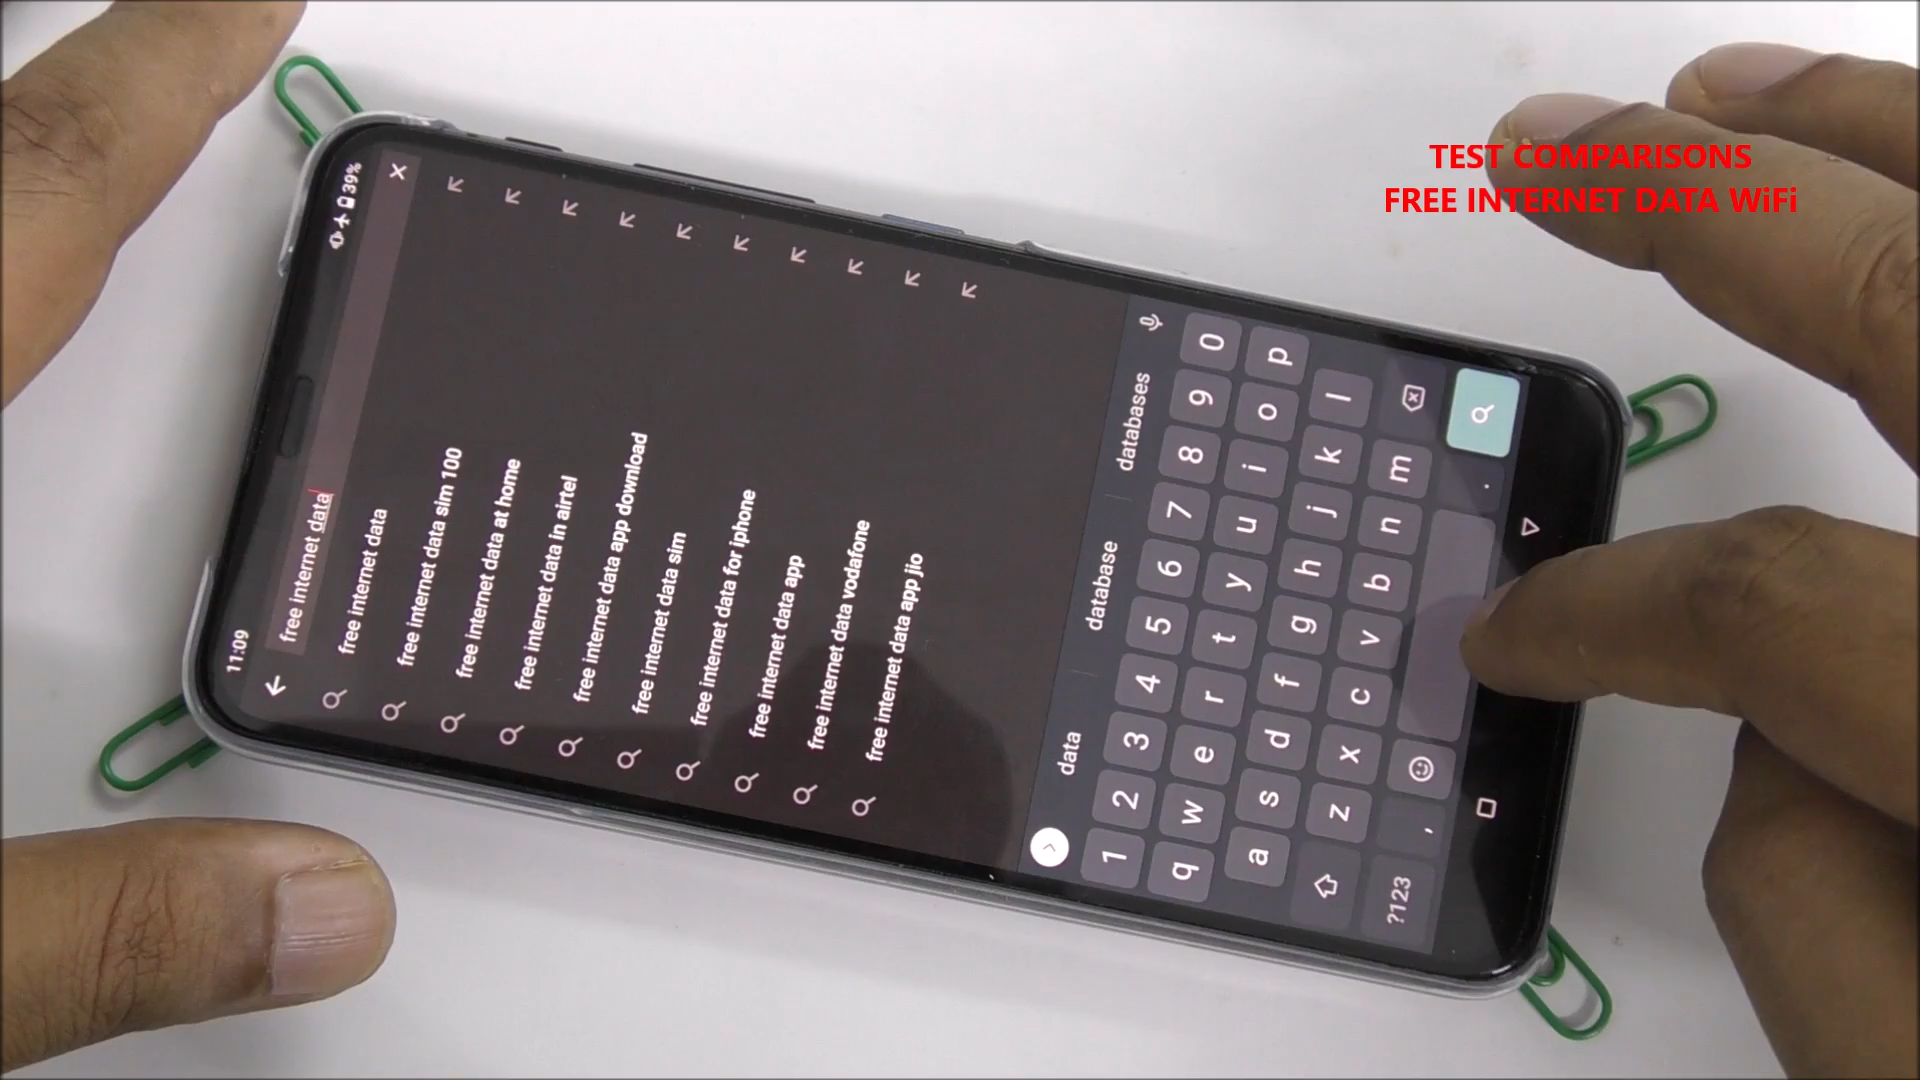 TEST COMPARISONS
FREE INTERNET DATA WiFi
11:09
39%
free internet data
free internet data
free internet data sim 100
free internet data at home
free internet data in airtel
free internet data app download
free internet data sim
free internet data for iphone
free internet data app
free internet data vodafone
free internet data app jio
data database databases
1 2 3 4 5 6 7 8 9 0
q w e r t y u i o p
a s d f g h j k l
z x c v b n m
?123 , .